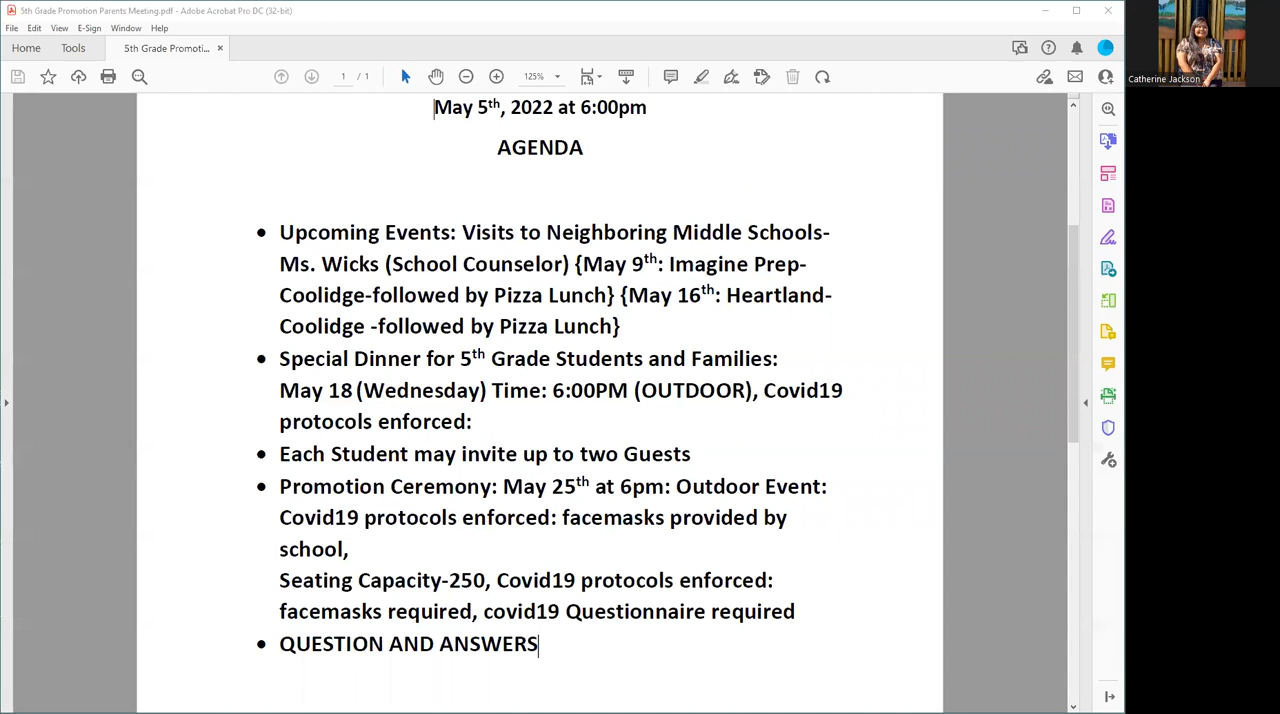 5th Grade Promotion Parents Meeting.pdf - Adobe Acrobat Pro DC (32-bit)
File Edit View E-Sign Window Help
Home Tools 5th Grade Promoti... ×
1 / 1 125%
Catherine Jackson
May 5th, 2022 at 6:00pm
AGENDA
• Upcoming Events: Visits to Neighboring Middle Schools-
Ms. Wicks (School Counselor) {May 9th: Imagine Prep-
Coolidge-followed by Pizza Lunch} {May 16th: Heartland-
Coolidge -followed by Pizza Lunch}
• Special Dinner for 5th Grade Students and Families:
May 18 (Wednesday) Time: 6:00PM (OUTDOOR), Covid19
protocols enforced:
• Each Student may invite up to two Guests
• Promotion Ceremony: May 25th at 6pm: Outdoor Event:
Covid19 protocols enforced: facemasks provided by
school,
Seating Capacity-250, Covid19 protocols enforced:
facemasks required, covid19 Questionnaire required
• QUESTION AND ANSWERS